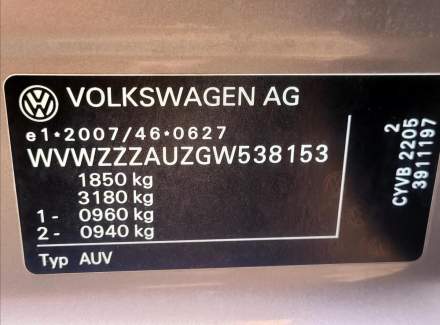 VOLKSWAGEN AG
e1*2007/46*0627
WVWZZZAUZGW538153
1850 kg
3180 kg
1- 0960 kg
2- 0940 kg
Typ AUV
2
CYVB 2205
3911197